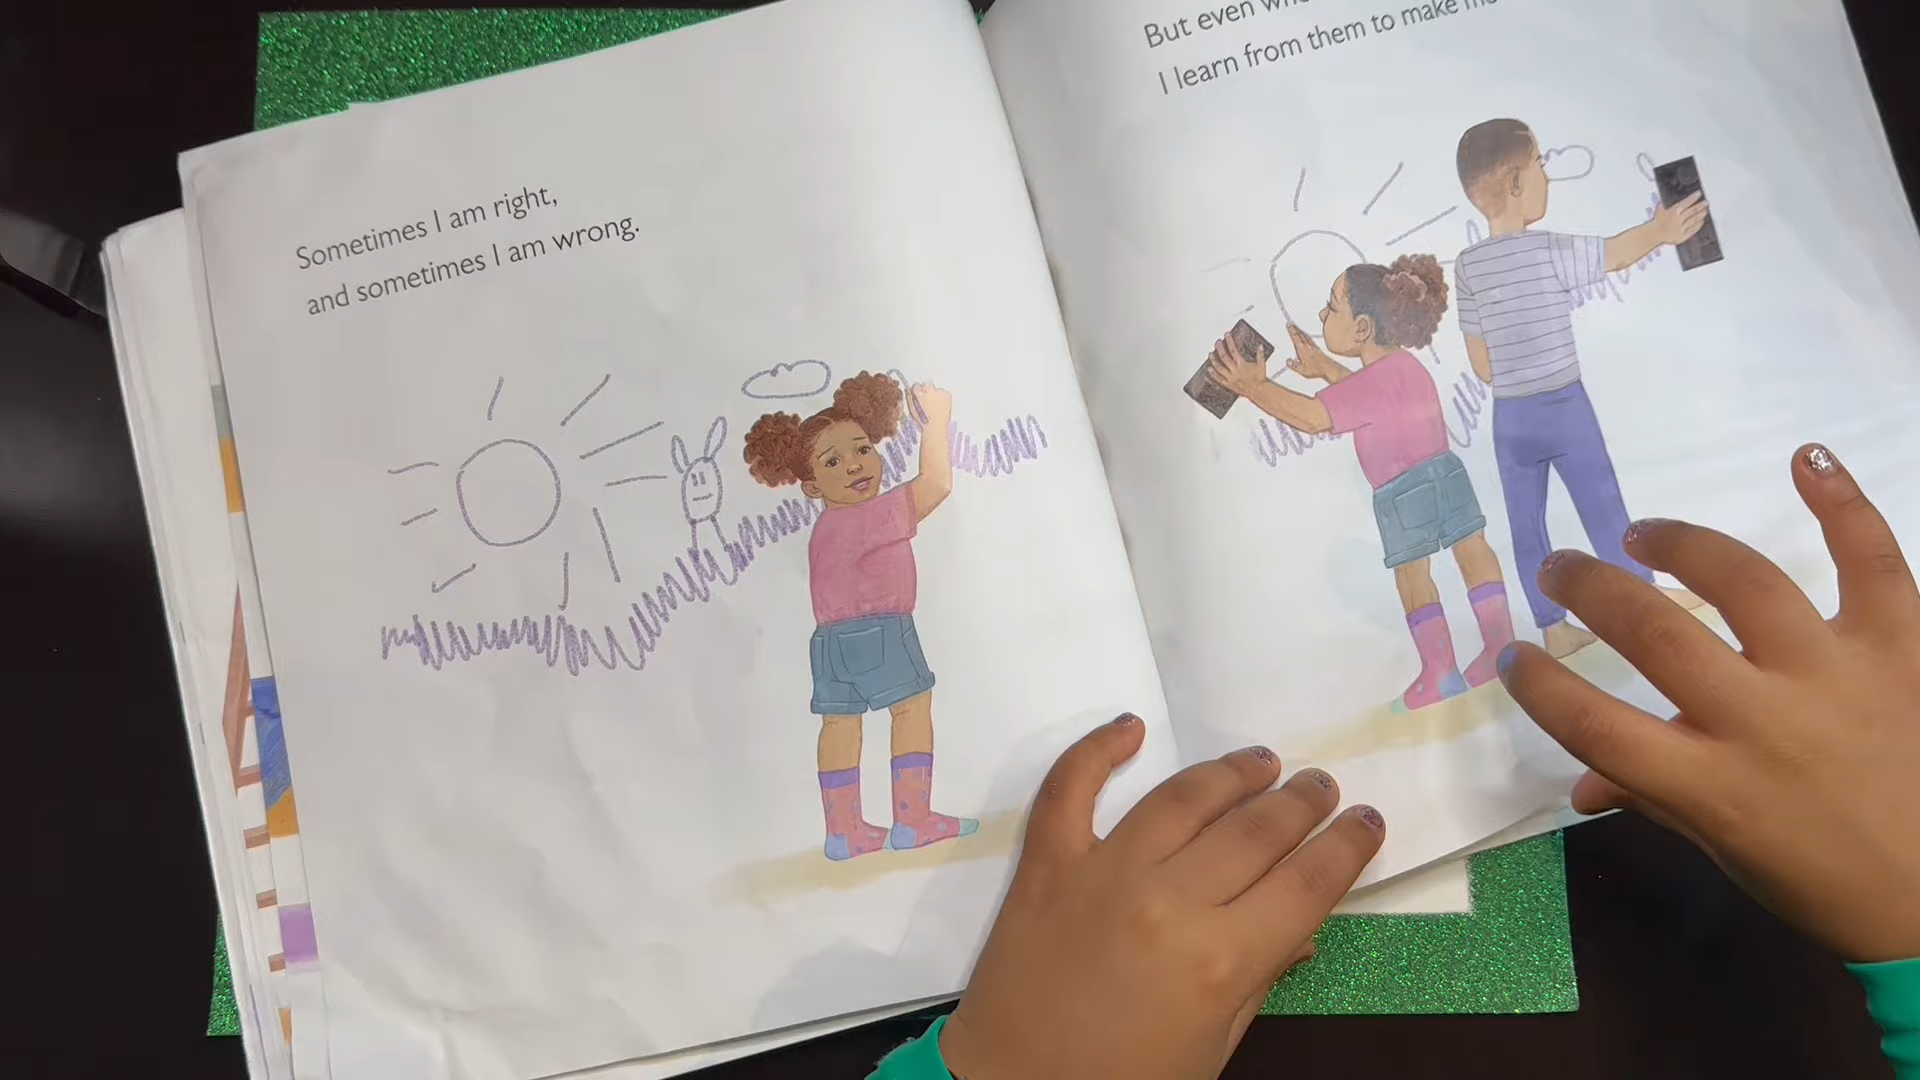 Sometimes I am right,
and sometimes I am wrong.
But even
I learn from them to make